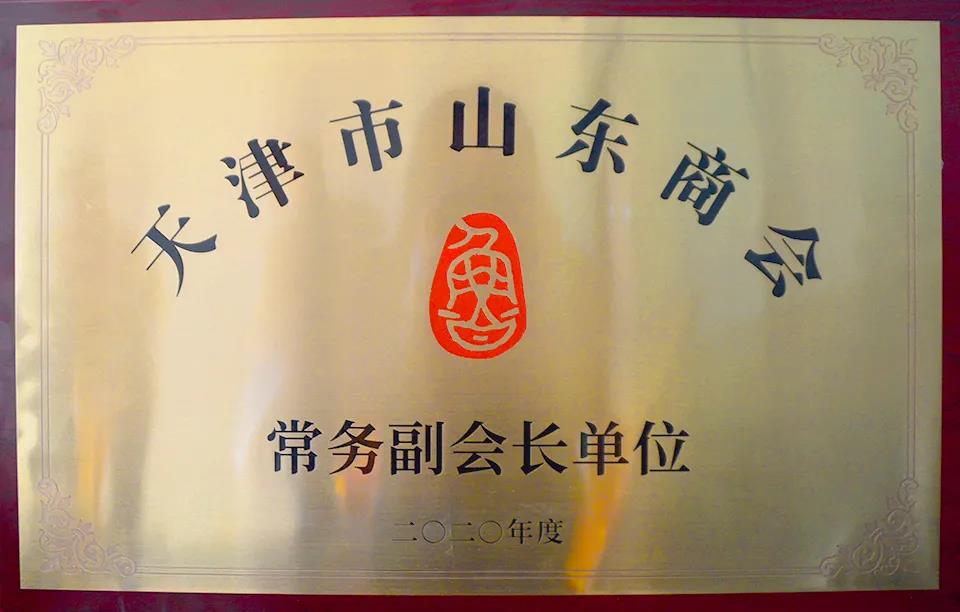 天津市山东商会
鲁
常务副会长单位
二〇二〇年度